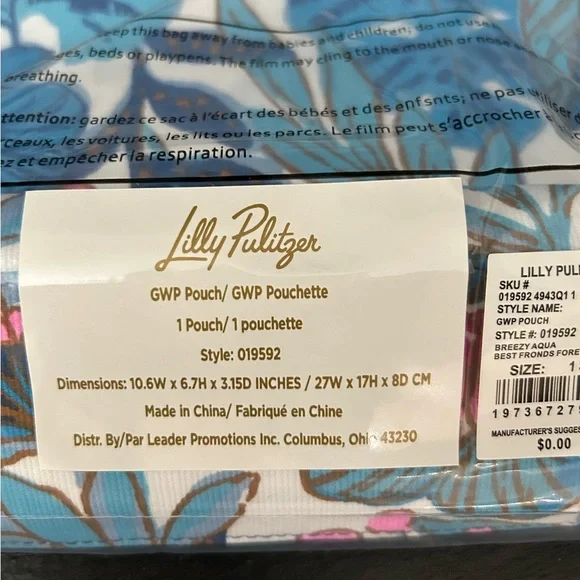 keep this bag away from babies and children; do not use
beds or playpens. The film may cling to the mouth or nose
breathing.
ttention: gardez ce sac à l'écart des bébés et des enfsnts; ne pas utiliser d
rceaux, les voitures, les lits ou les parcs. Le film peut s'accrocher
ez et empêcher la respiration.
Lilly Pulitzer
GWP Pouch/ GWP Pouchette
1 Pouch/ 1 pouchette
Style: 019592
Dimensions: 10.6W x 6.7H x 3.15D INCHES / 27W x 17H x 8D CM
Made in China/ Fabriqué en Chine
Distr. By/Par Leader Promotions Inc. Columbus, Ohio 43230
LILLY PULI
SKU #
019592 4943Q1 1
STYLE NAME:
GWP POUCH
STYLE #: 019592
BREEZY AQUA
BEST FRONDS FORE
SIZE: 1
1 97367 27
MANUFACTURER'S SUGGES
$0.00